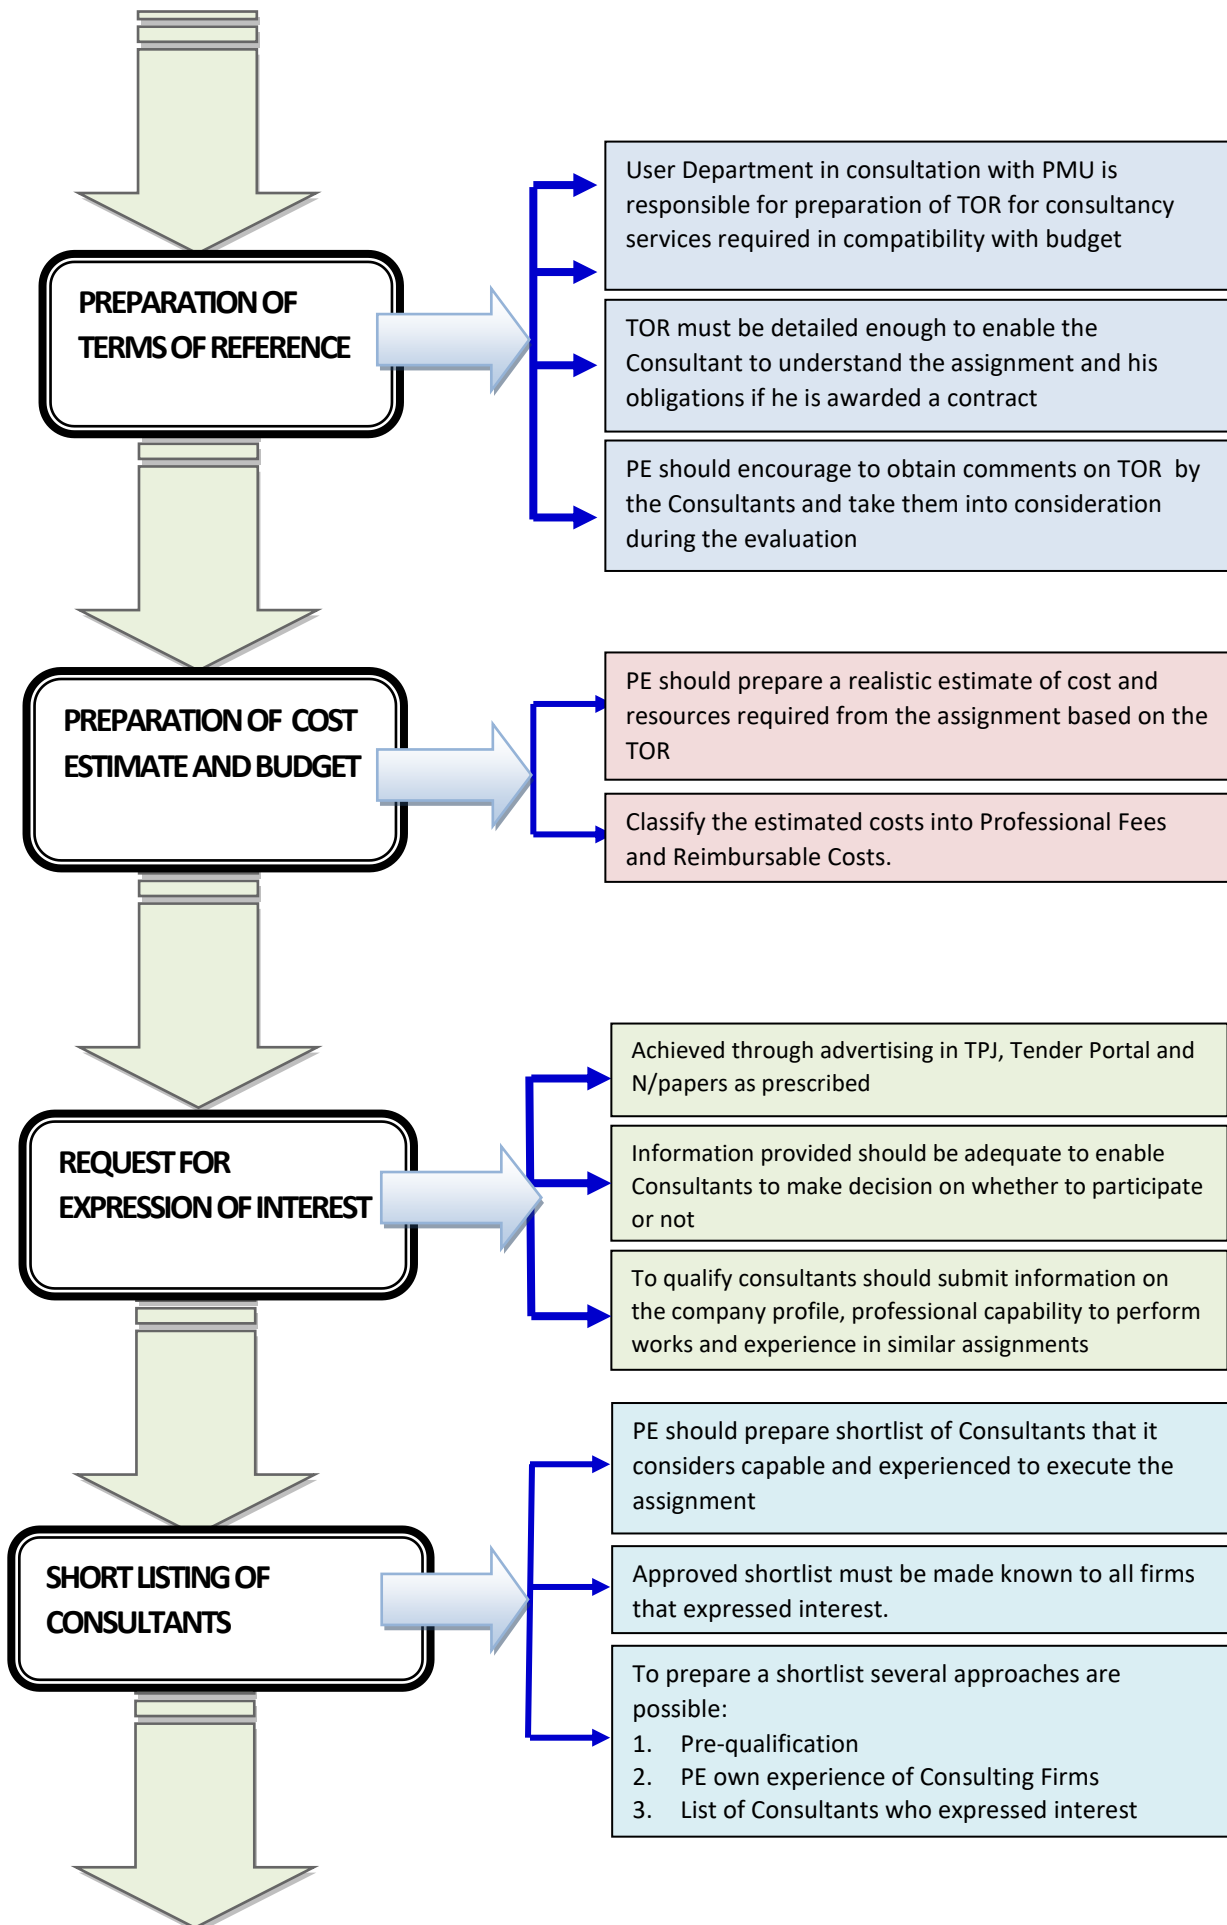 PREPARATION OF
TERMS OF REFERENCE
User Department in consultation with PMU is
responsible for preparation of TOR for consultancy
services required in compatibility with budget
TOR must be detailed enough to enable the
Consultant to understand the assignment and his
obligations if he is awarded a contract
PE should encourage to obtain comments on TOR by
the Consultants and take them into consideration
during the evaluation
PREPARATION OF COST
ESTIMATE AND BUDGET
PE should prepare a realistic estimate of cost and
resources required from the assignment based on the
TOR
Classify the estimated costs into Professional Fees
and Reimbursable Costs.
REQUEST FOR
EXPRESSION OF INTEREST
Achieved through advertising in TPJ, Tender Portal and
N/papers as prescribed
Information provided should be adequate to enable
Consultants to make decision on whether to participate
or not
To qualify consultants should submit information on
the company profile, professional capability to perform
works and experience in similar assignments
SHORT LISTING OF
CONSULTANTS
PE should prepare shortlist of Consultants that it
considers capable and experienced to execute the
assignment
Approved shortlist must be made known to all firms
that expressed interest.
To prepare a shortlist several approaches are
possible:
1. Pre-qualification
2. PE own experience of Consulting Firms
3. List of Consultants who expressed interest